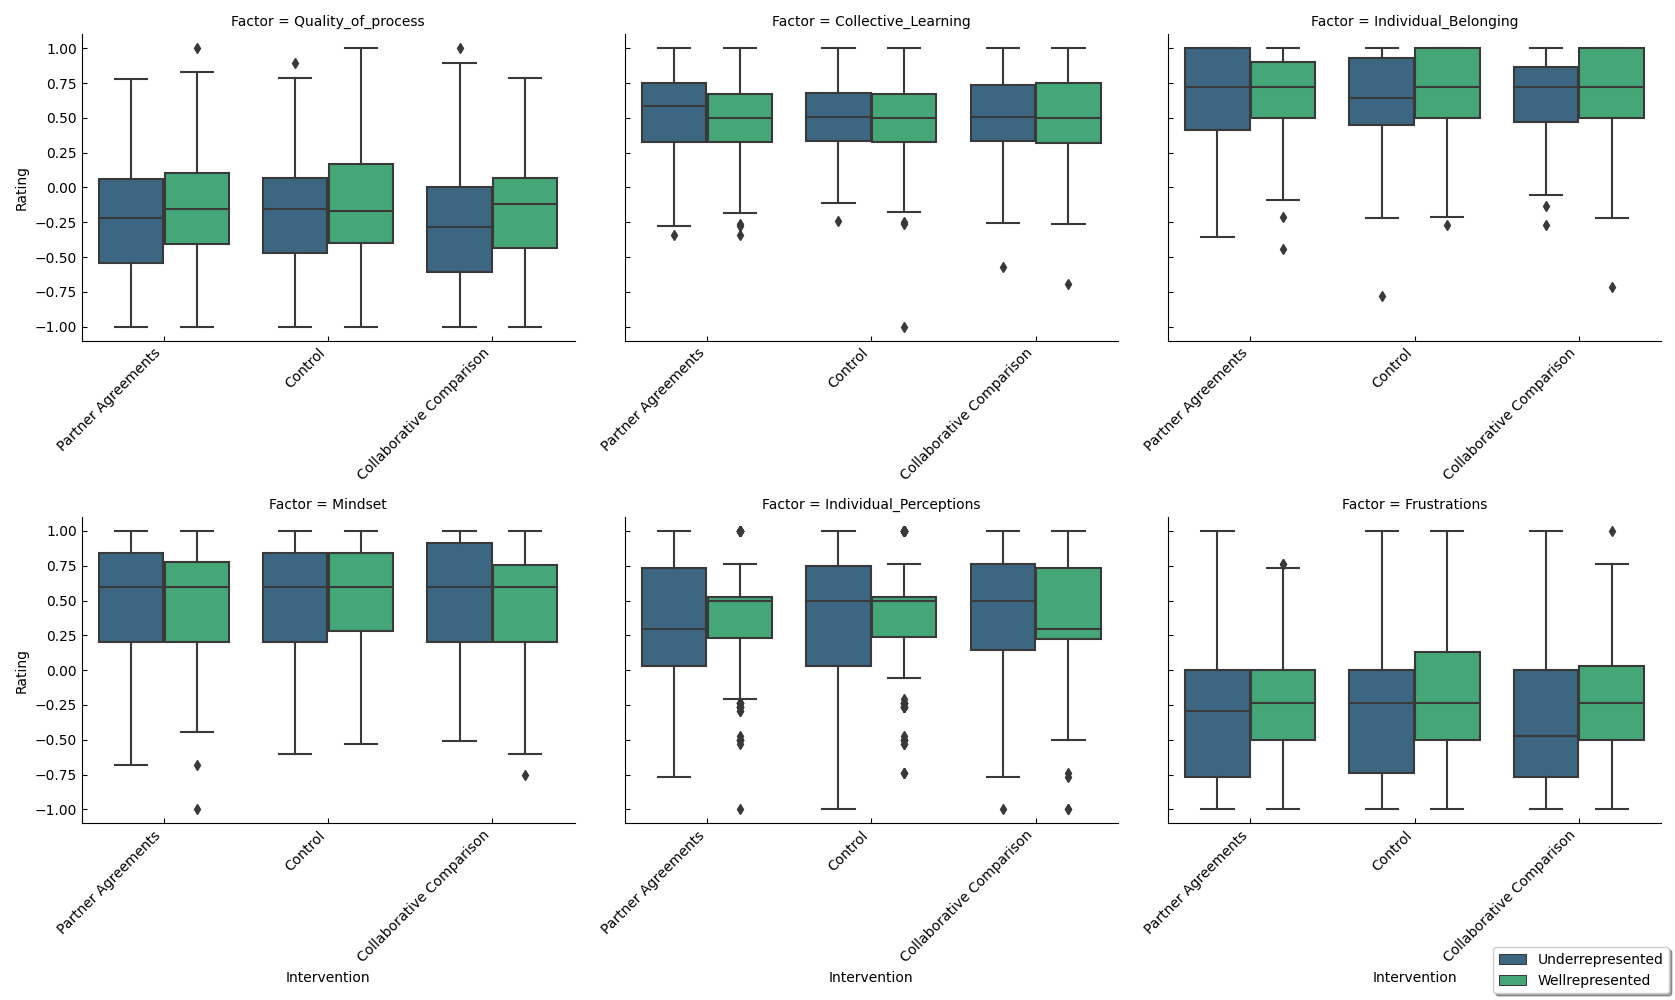 Factor = Quality_of_process
Factor = Collective_Learning
Factor = Individual_Belonging
1.00
0.75
0.50
0.25
0.00
−0.25
−0.50
−0.75
−1.00
Rating
Partner Agreements
Control
Collaborative Comparison
Partner Agreements
Control
Collaborative Comparison
Partner Agreements
Control
Collaborative Comparison
Factor = Mindset
Factor = Individual_Perceptions
Factor = Frustrations
1.00
0.75
0.50
0.25
0.00
−0.25
−0.50
−0.75
−1.00
Rating
Partner Agreements
Control
Collaborative Comparison
Partner Agreements
Control
Collaborative Comparison
Partner Agreements
Control
Collaborative Comparison
Intervention
Intervention
Intervention
Underrepresented
Wellrepresented